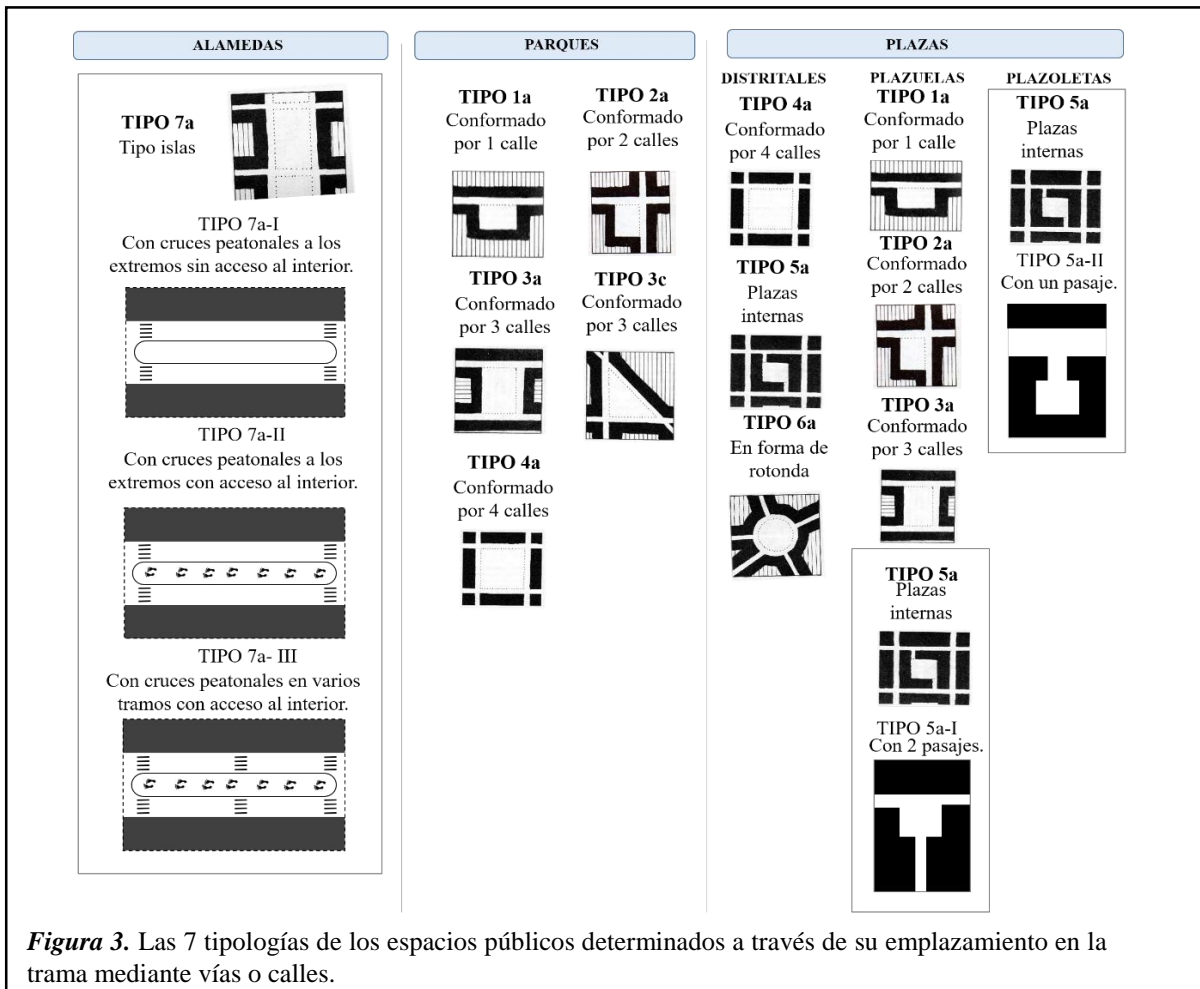 ALAMEDAS
TIPO 7a
Tipo islas
TIPO 7a-I
Con cruces peatonales a los
extremos sin acceso al interior.
TIPO 7a-II
Con cruces peatonales a los
extremos con acceso al interior.
TIPO 7a- III
Con cruces peatonales en varios
tramos con acceso al interior.
PARQUES
TIPO 1a
Conformado
por 1 calle
TIPO 2a
Conformado
por 2 calles
TIPO 3a
Conformado
por 3 calles
TIPO 3c
Conformado
por 3 calles
TIPO 4a
Conformado
por 4 calles
PLAZAS
DISTRITALES
TIPO 4a
Conformado
por 4 calles
TIPO 5a
Plazas
internas
TIPO 6a
En forma de
rotonda
PLAZUELAS
TIPO 1a
Conformado
por 1 calle
TIPO 2a
Conformado
por 2 calles
TIPO 3a
Conformado
por 3 calles
TIPO 5a
Plazas
internas
TIPO 5a-I
Con 2 pasajes.
PLAZOLETAS
TIPO 5a
Plazas
internas
TIPO 5a-II
Con un pasaje.
Figura 3. Las 7 tipologías de los espacios públicos determinados a través de su emplazamiento en la
trama mediante vías o calles.